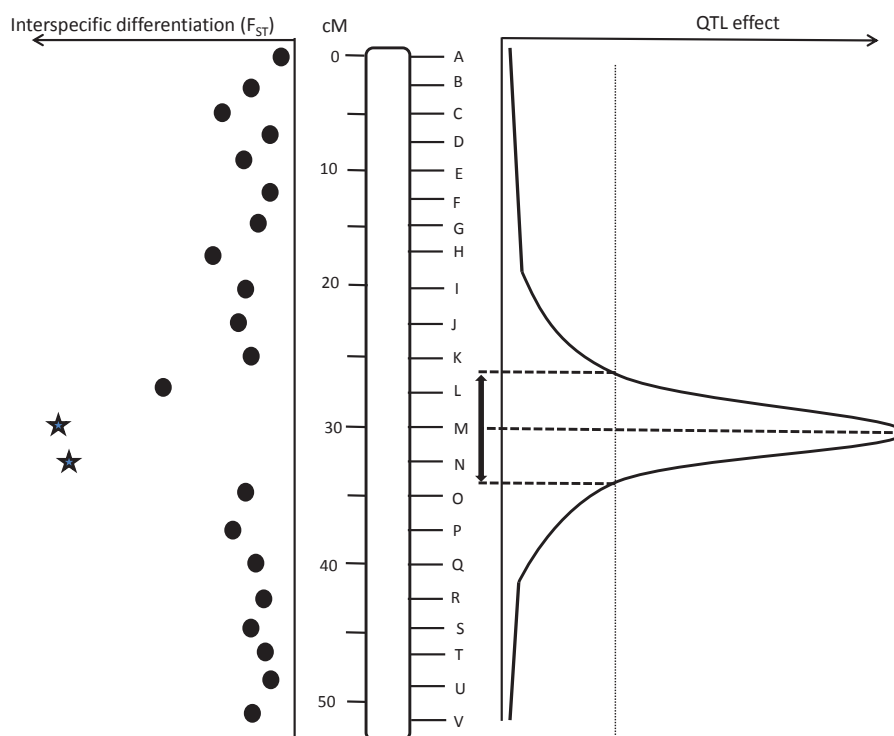 Interspecific differentiation (FST)
cM
QTL effect
0
A
B
C
D
10
E
F
G
H
20
I
J
K
L
30
M
N
O
P
40
Q
R
S
T
U
50
V